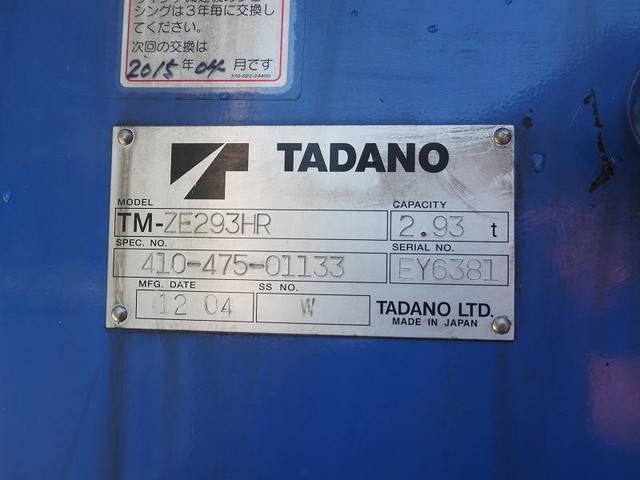 シングは3年毎に交換し
てください。
次回の交換は
2015年04月です
370-022-24400
TADANO
MODEL
CAPACITY
TM-ZE293HR
2.93 t
SPEC. NO.
SERIAL NO.
410-475-01133
EY6381
MFG. DATE
SS NO.
12 04
W
TADANO LTD.
MADE IN JAPAN